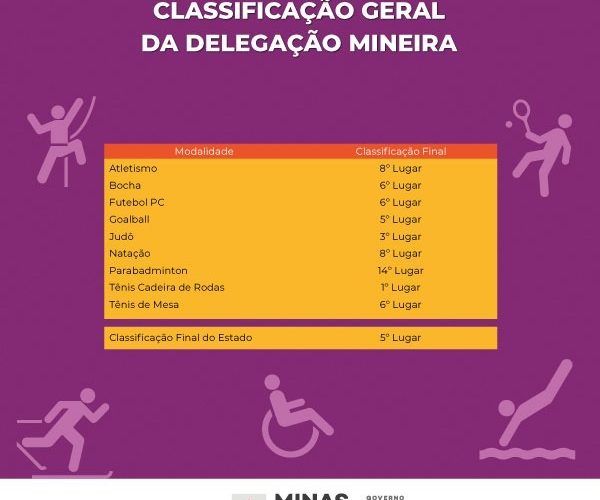 CLASSIFICAÇÃO GERAL
DA DELEGAÇÃO MINEIRA
Modalidade Classificação Final
Atletismo 8º Lugar
Bocha 6º Lugar
Futebol PC 6º Lugar
Goalball 5º Lugar
Judô 3º Lugar
Natação 8º Lugar
Parabadminton 14º Lugar
Tênis Cadeira de Rodas 1º Lugar
Tênis de Mesa 6º Lugar
Classificação Final do Estado 5º Lugar
MINAS GOVERNO